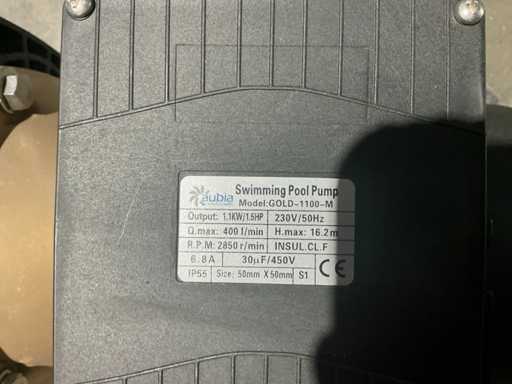 aubia
Swimming Pool Pump
Model:GOLD-1100-M
Output: 1.1KW/1.5HP 230V/50Hz
Q.max: 400 l/min H.max: 16.2m
R.P.M: 2850 r/min INSUL.CL.F
6.8A 30μF/450V
IP55 Size: 50mm X 50mm S1 CE